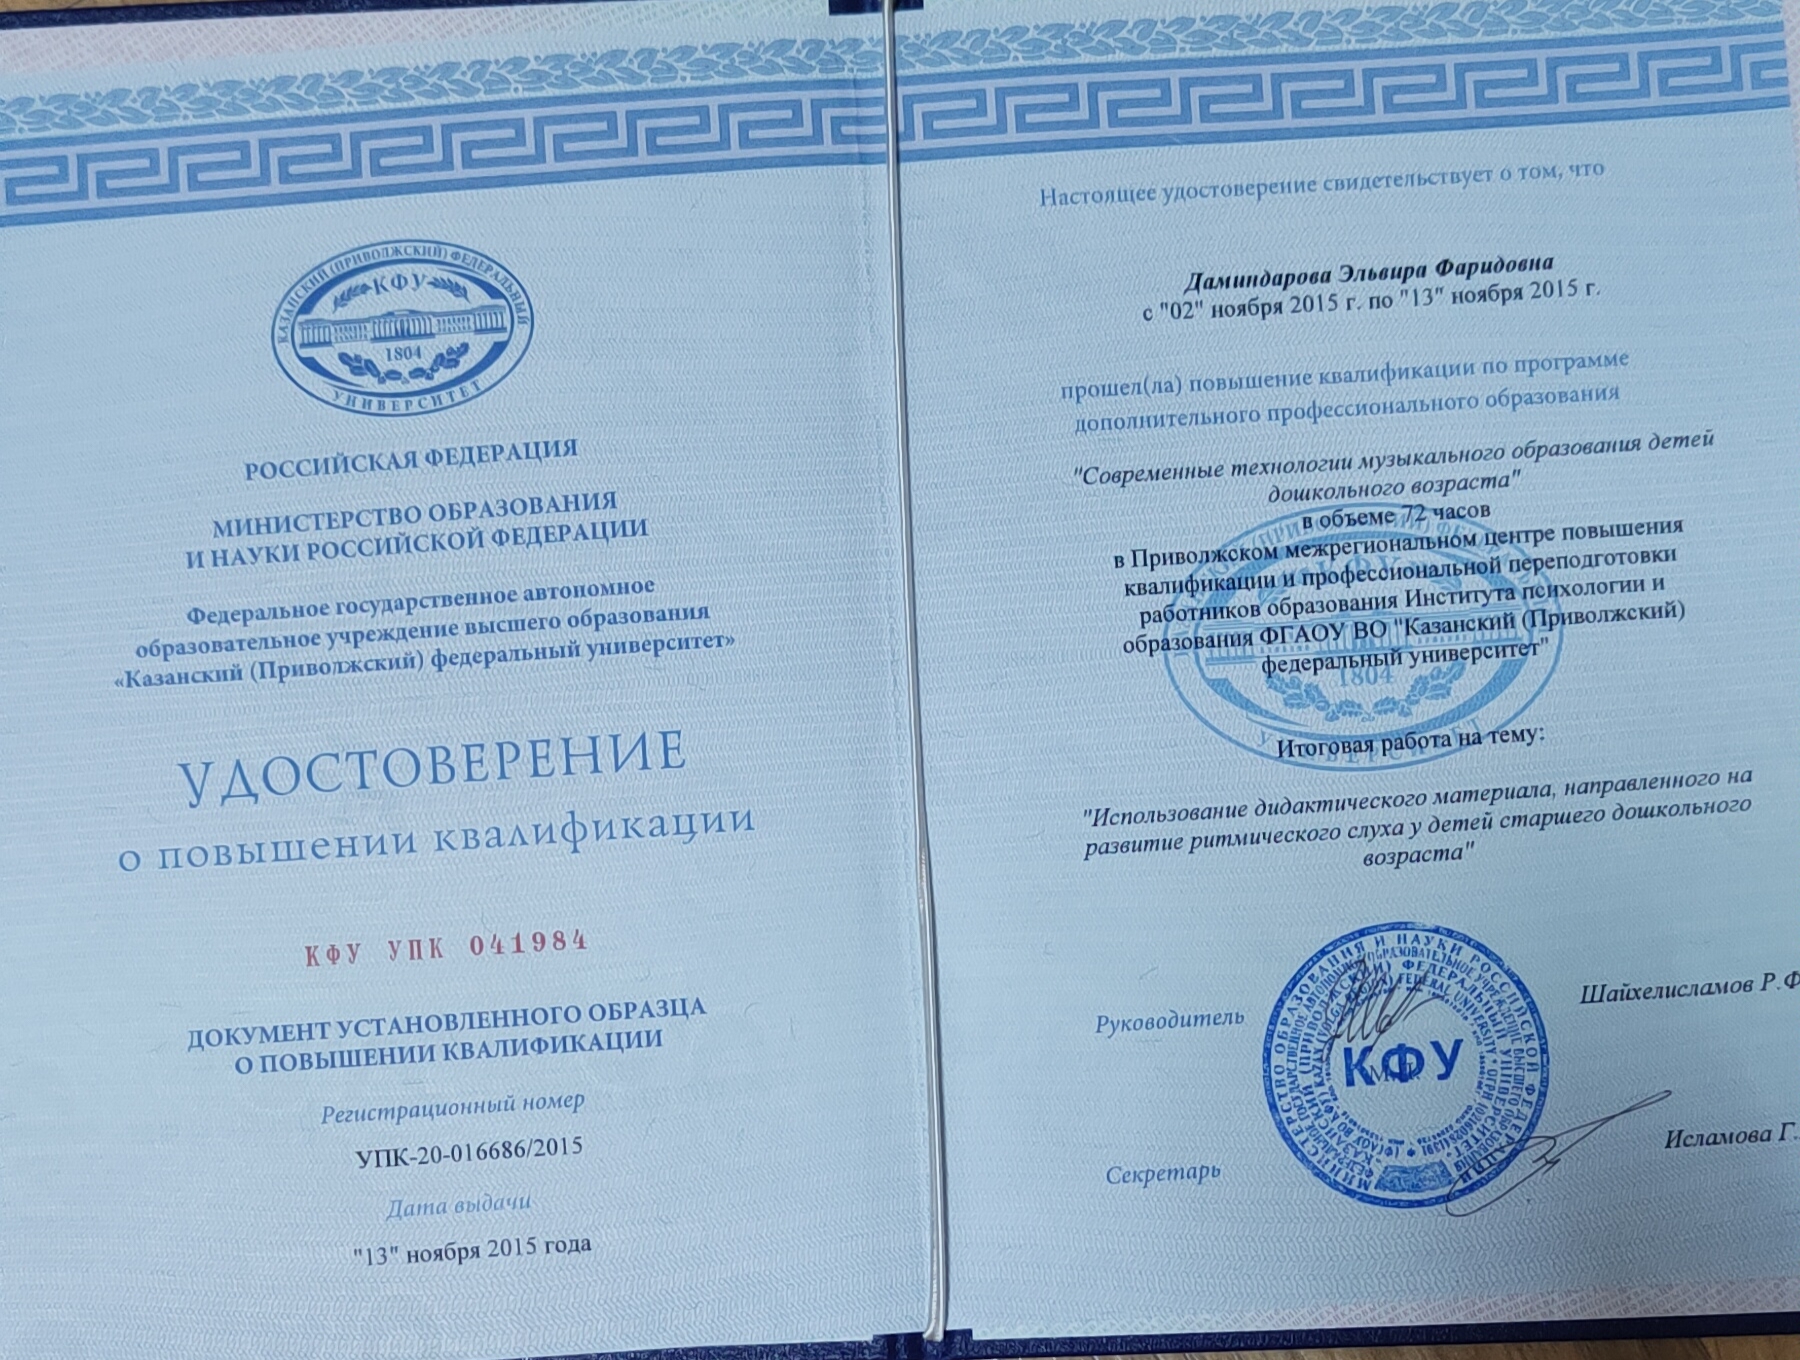 КАЗАНСКИЙ (ПРИВОЛЖСКИЙ) ФЕДЕРАЛЬНЫЙ
КФУ
1804
УНИВЕРСИТЕТ
РОССИЙСКАЯ ФЕДЕРАЦИЯ
МИНИСТЕРСТВО ОБРАЗОВАНИЯ
И НАУКИ РОССИЙСКОЙ ФЕДЕРАЦИИ
Федеральное государственное автономное
образовательное учреждение высшего образования
«Казанский (Приволжский) федеральный университет»
УДОСТОВЕРЕНИЕ
о повышении квалификации
КФУ УПК 041984
ДОКУМЕНТ УСТАНОВЛЕННОГО ОБРАЗЦА
О ПОВЫШЕНИИ КВАЛИФИКАЦИИ
Регистрационный номер
УПК-20-016686/2015
Дата выдачи
"13" ноября 2015 года
Настоящее удостоверение свидетельствует о том, что
Даминдарова Эльвира Фаридовна
с "02" ноября 2015 г. по "13" ноября 2015 г.
прошел(ла) повышение квалификации по программе
дополнительного профессионального образования
"Современные технологии музыкального образования детей
дошкольного возраста"
в объеме 72 часов
в Приволжском межрегиональном центре повышения
квалификации и профессиональной переподготовки
работников образования Института психологии и
образования ФГАОУ ВО "Казанский (Приволжский)
федеральный университет"
1804
Итоговая работа на тему:
"Использование дидактического материала, направленного на
развитие ритмического слуха у детей старшего дошкольного
возраста"
Руководитель
Шайхелисламов Р.Ф
МИНИСТЕРСТВО ОБРАЗОВАНИЯ И НАУКИ РОССИЙСКОЙ ФЕДЕРАЦИИ
КФУ
М.П.
Секретарь
Исламова Г.